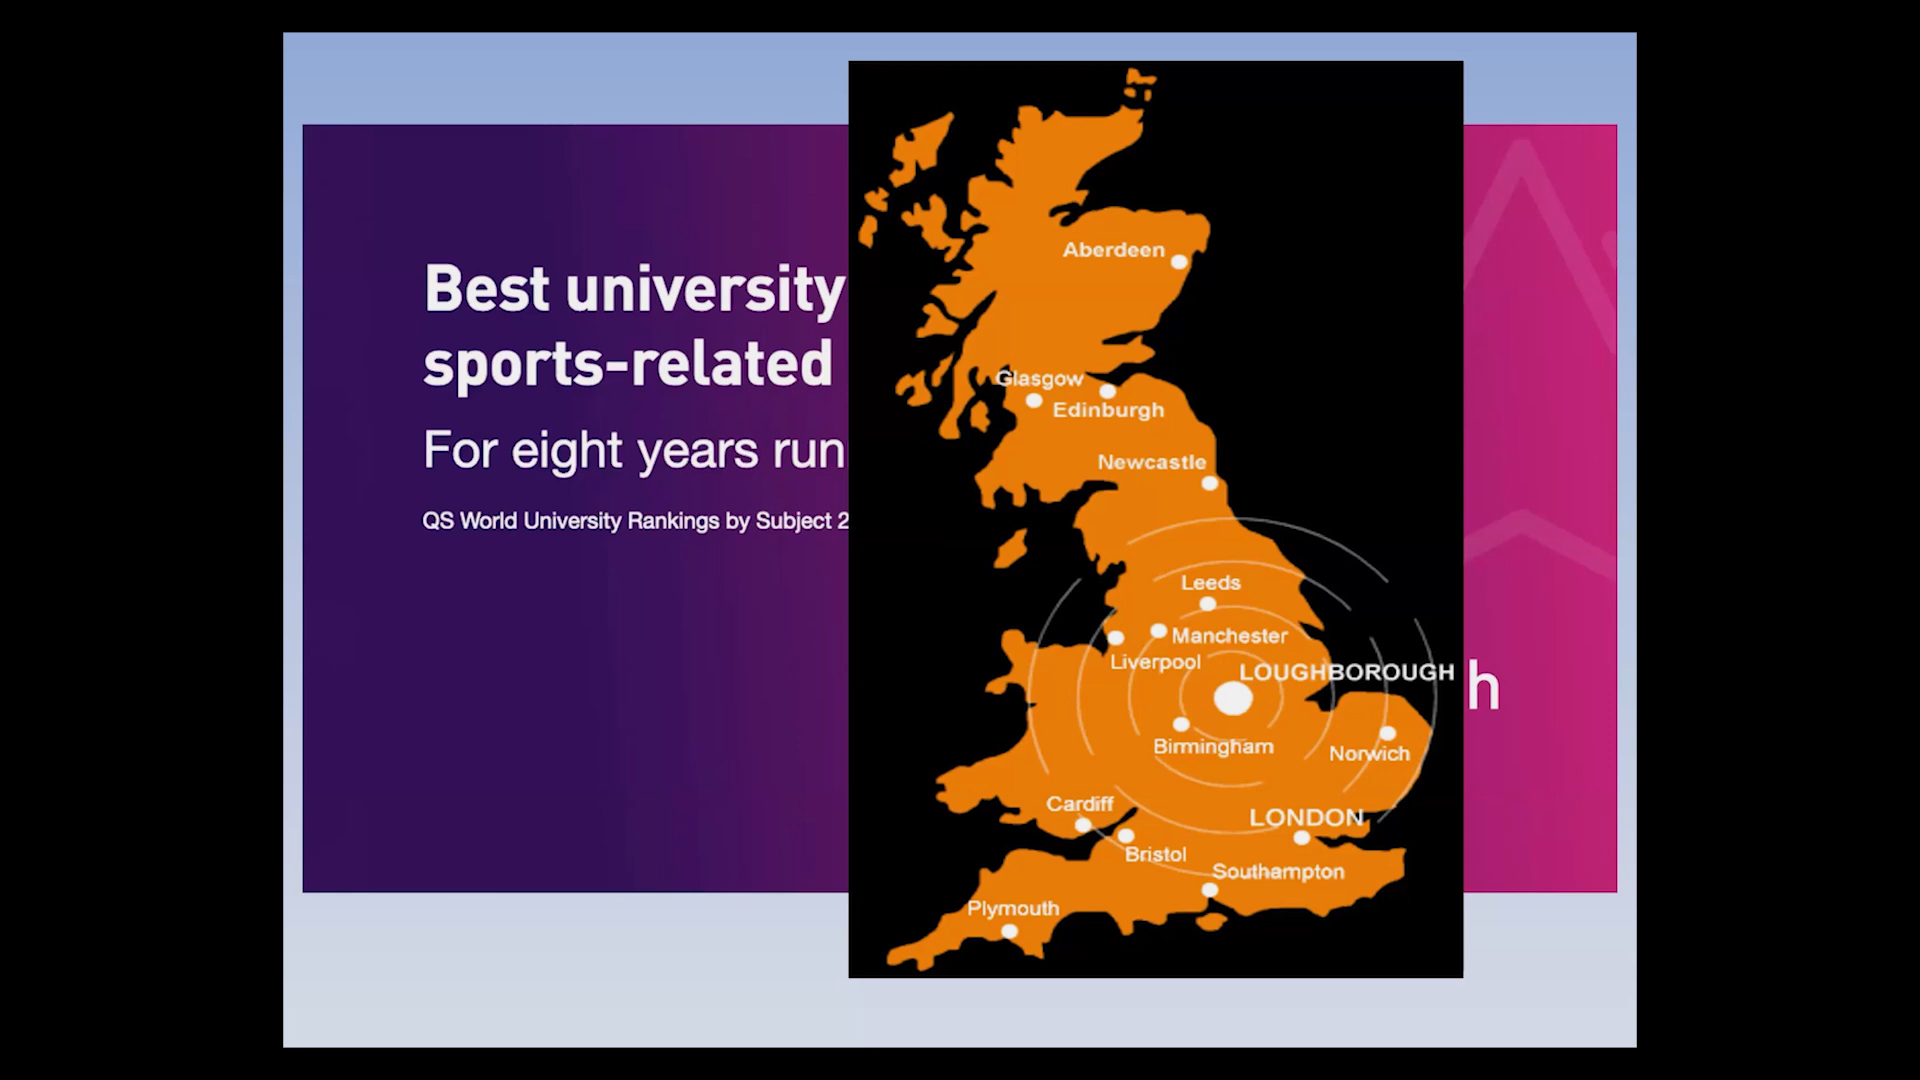 Best university
sports-related
For eight years run
QS World University Rankings by Subject 2
h
Aberdeen
Glasgow
Edinburgh
Newcastle
Leeds
Manchester
Liverpool
LOUGHBOROUGH
Birmingham
Norwich
Cardiff
LONDON
Bristol
Southampton
Plymouth